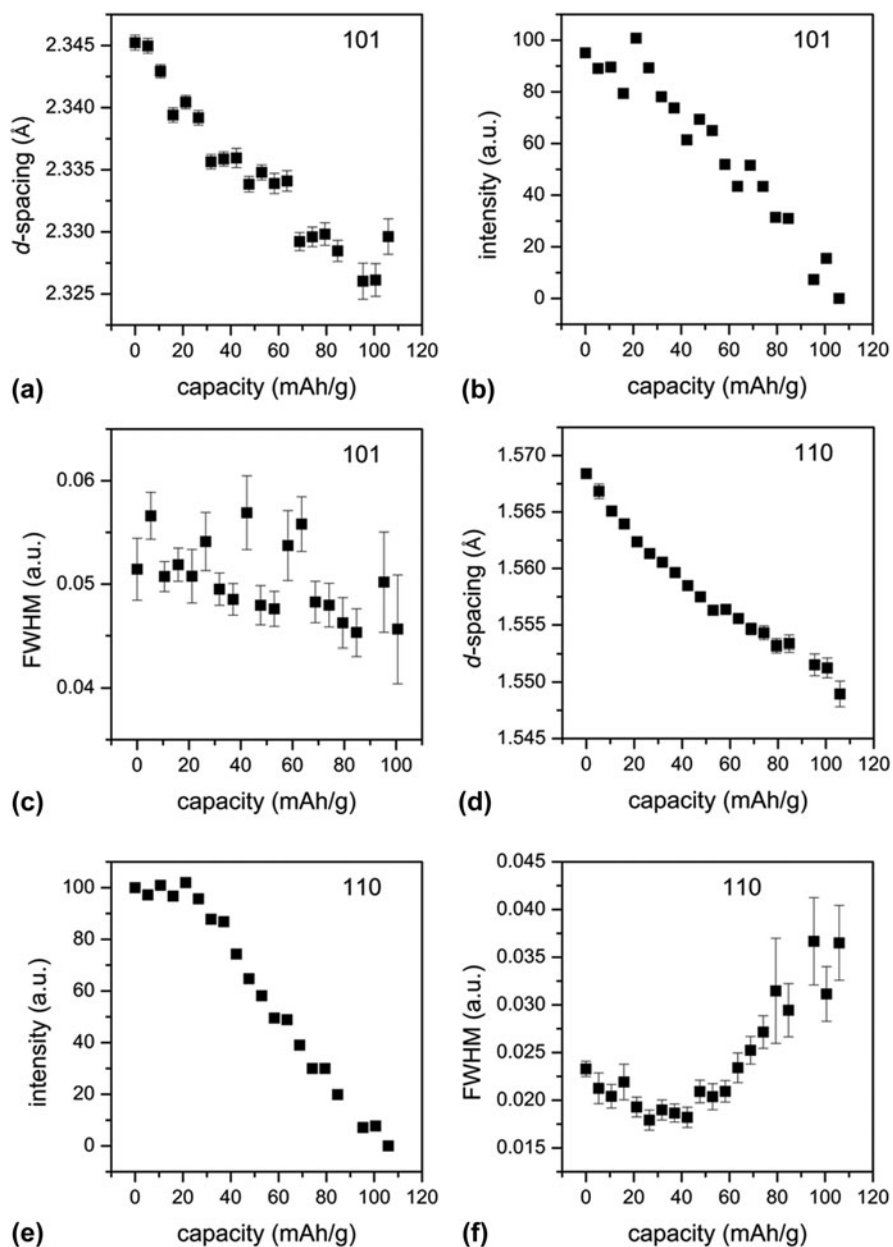 101
2.345
2.340
2.335
2.330
2.325
d-spacing (Å)
0 20 40 60 80 100 120
capacity (mAh/g)
(a)
101
100
80
60
40
20
0
intensity (a.u.)
0 20 40 60 80 100 120
capacity (mAh/g)
(b)
101
0.06
0.05
0.04
FWHM (a.u.)
0 20 40 60 80 100
capacity (mAh/g)
(c)
110
1.570
1.565
1.560
1.555
1.550
1.545
d-spacing (Å)
0 20 40 60 80 100 120
capacity (mAh/g)
(d)
110
100
80
60
40
20
0
intensity (a.u.)
0 20 40 60 80 100 120
capacity (mAh/g)
(e)
110
0.045
0.040
0.035
0.030
0.025
0.020
0.015
FWHM (a.u.)
0 20 40 60 80 100 120
capacity (mAh/g)
(f)